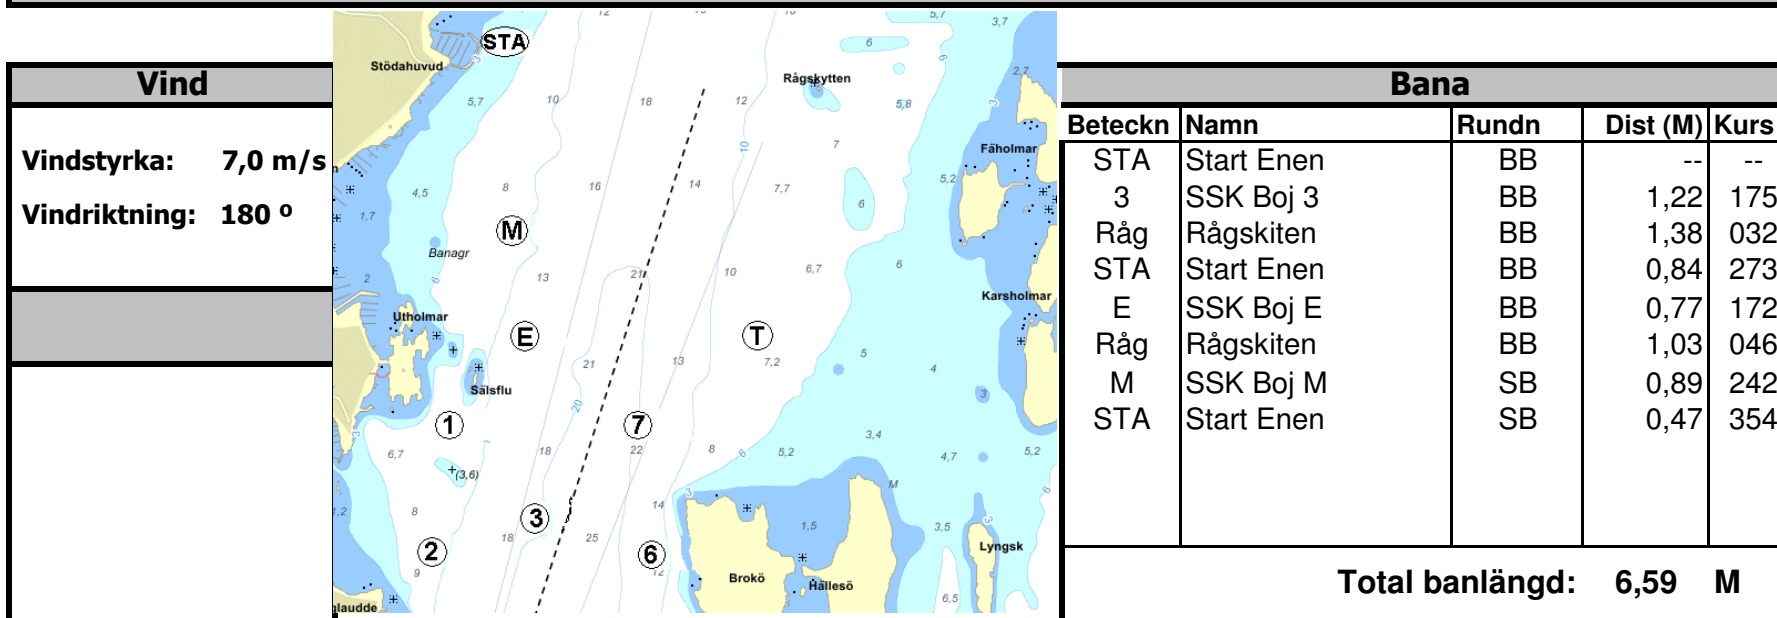 Vind
Vindstyrka: 7,0 m/s
Vindriktning: 180 º
STA
Stödahuvud
Rågskytten
Fäholmar
M
Banagr
Karsholmar
Utholmar
E
T
Sälsflu
1
7
(3,6)
3
2
6
Brokö
Hällesö
Lyngsk
glaudde
Bana
Beteckn Namn Rundn Dist (M) Kurs
STA Start Enen BB -- --
3 SSK Boj 3 BB 1,22 175
Råg Rågskiten BB 1,38 032
STA Start Enen BB 0,84 273
E SSK Boj E BB 0,77 172
Råg Rågskiten BB 1,03 046
M SSK Boj M SB 0,89 242
STA Start Enen SB 0,47 354
Total banlängd: 6,59 M